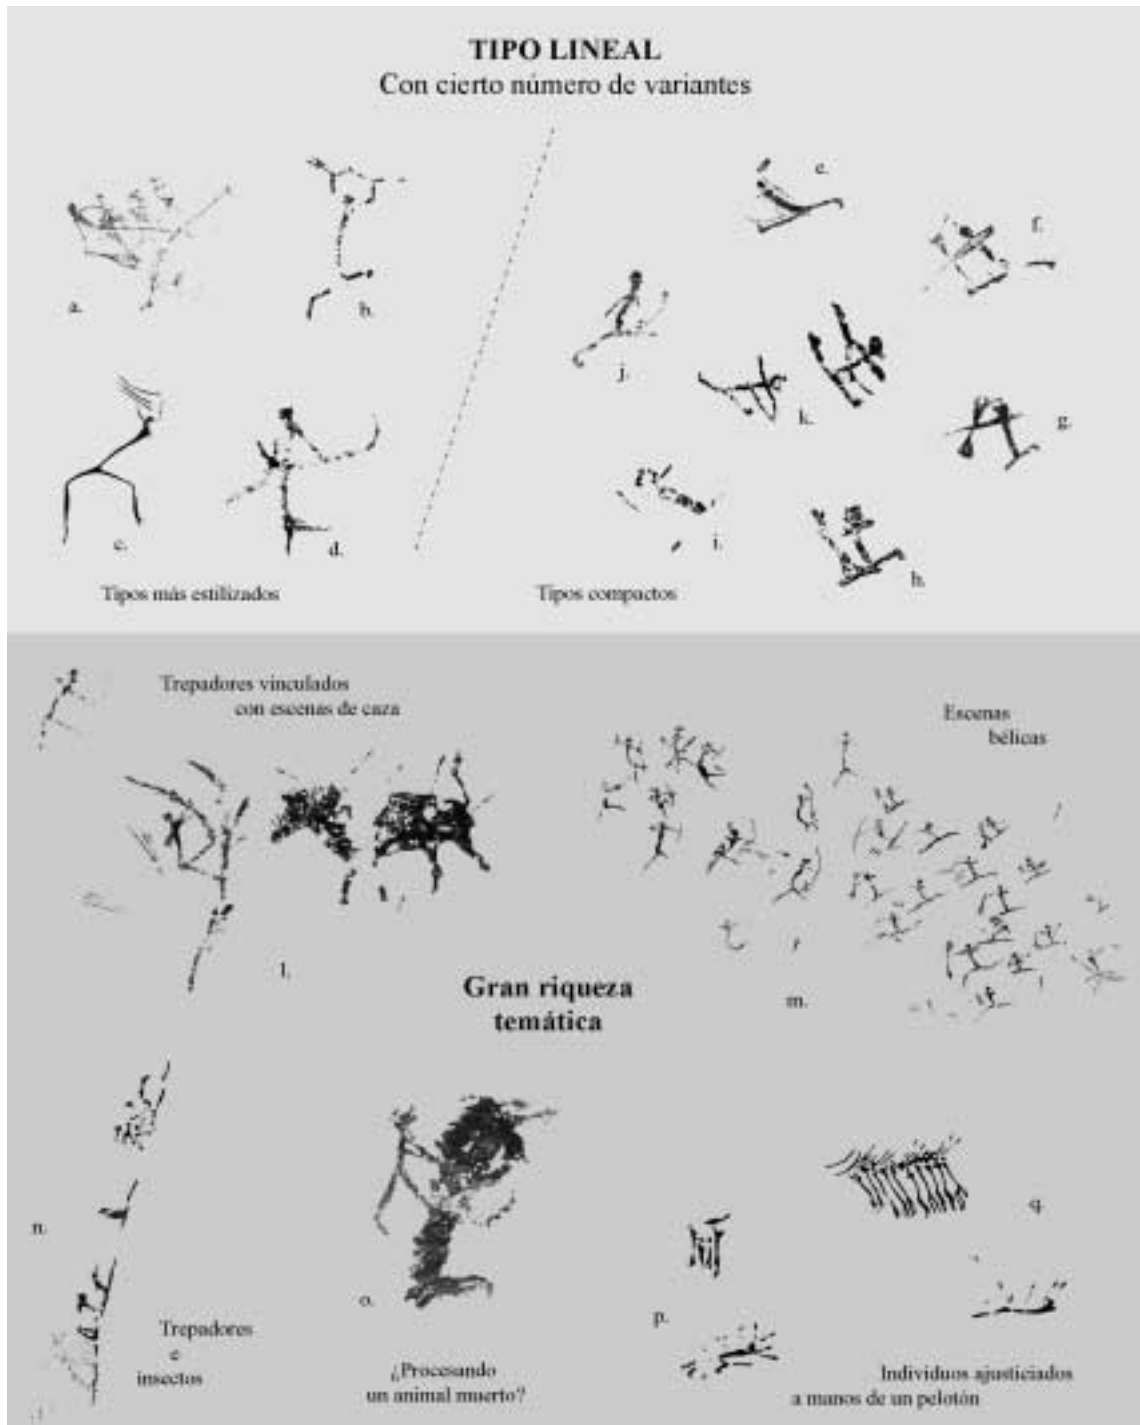 TIPO LINEAL
Con cierto número de variantes
a.
b.
c.
d.
e.
f.
g.
h.
i.
j.
k.
Tipos más estilizados
Tipos compactos
Trepadores vinculados
con escenas de caza
Escenas
bélicas
l.
m.
Gran riqueza
temática
n.
o.
p.
q.
Trepadores
e
insectos
¿Procesando
un animal muerto?
Individuos ajusticiados
a manos de un pelotón